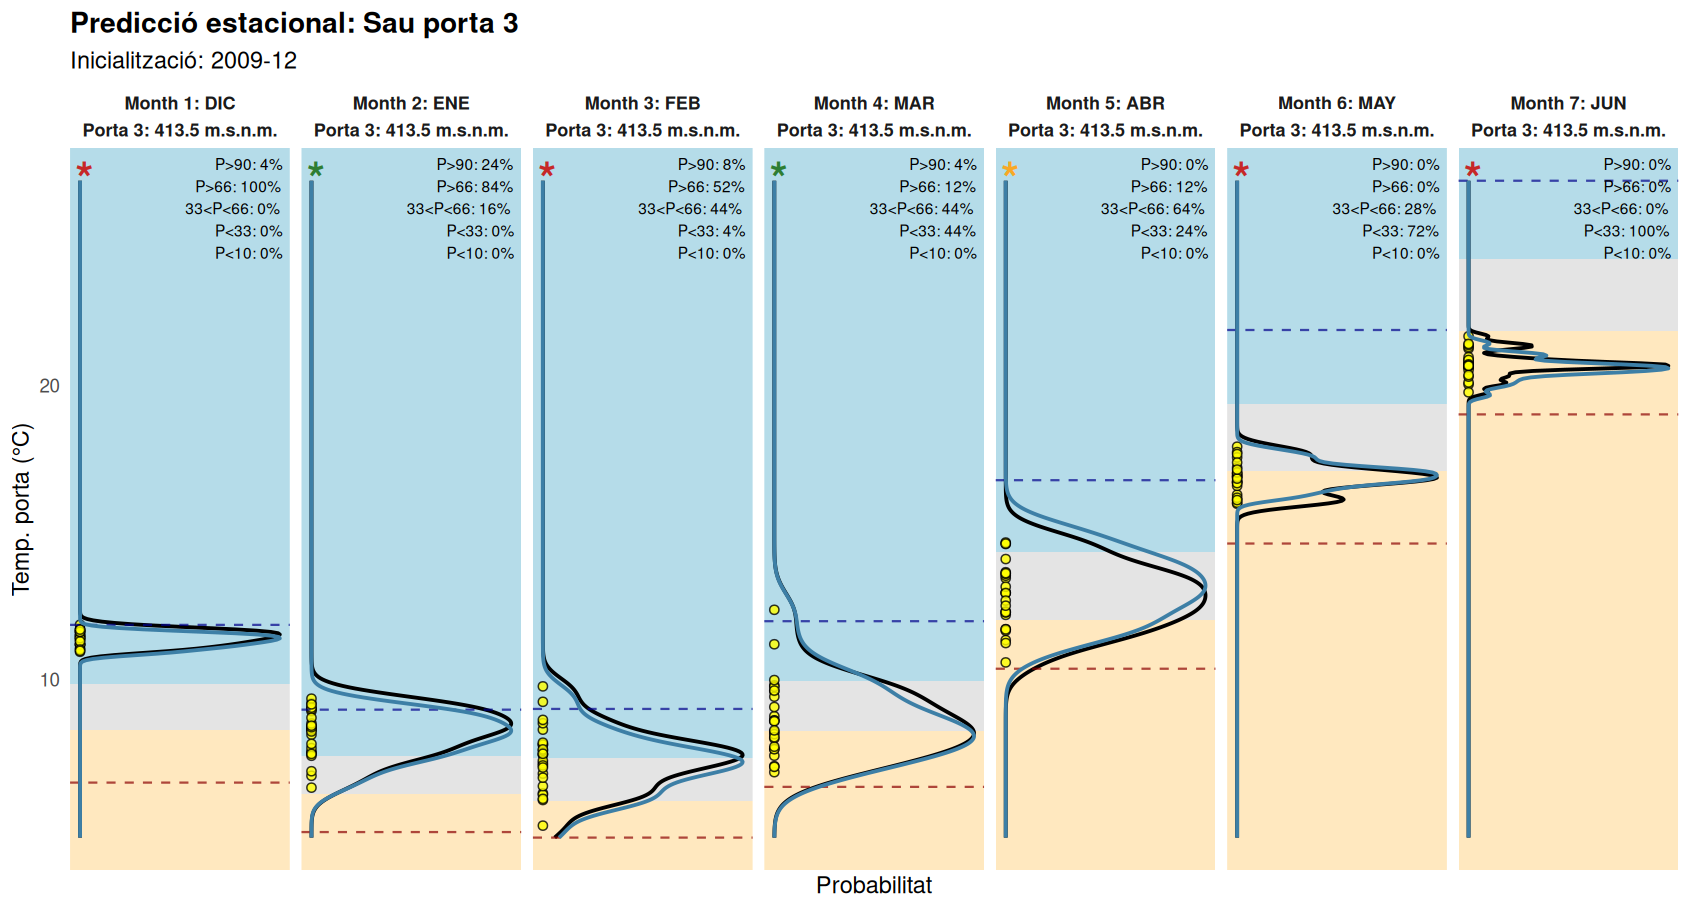 Predicció estacional: Sau porta 3
Inicialització: 2009-12
Month 1: DIC
Porta 3: 413.5 m.s.n.m.
Month 2: ENE
Porta 3: 413.5 m.s.n.m.
Month 3: FEB
Porta 3: 413.5 m.s.n.m.
Month 4: MAR
Porta 3: 413.5 m.s.n.m.
Month 5: ABR
Porta 3: 413.5 m.s.n.m.
Month 6: MAY
Porta 3: 413.5 m.s.n.m.
Month 7: JUN
Porta 3: 413.5 m.s.n.m.
*
P>90: 4%
P>66: 100%
33<P<66: 0%
P<33: 0%
P<10: 0%
*
P>90: 24%
P>66: 84%
33<P<66: 16%
P<33: 0%
P<10: 0%
*
P>90: 8%
P>66: 52%
33<P<66: 44%
P<33: 4%
P<10: 0%
*
P>90: 4%
P>66: 12%
33<P<66: 44%
P<33: 44%
P<10: 0%
*
P>90: 0%
P>66: 12%
33<P<66: 64%
P<33: 24%
P<10: 0%
*
P>90: 0%
P>66: 0%
33<P<66: 28%
P<33: 72%
P<10: 0%
*
P>90: 0%
P>66: 0%
33<P<66: 0%
P<33: 100%
P<10: 0%
20
10
Temp. porta (°C)
Probabilitat